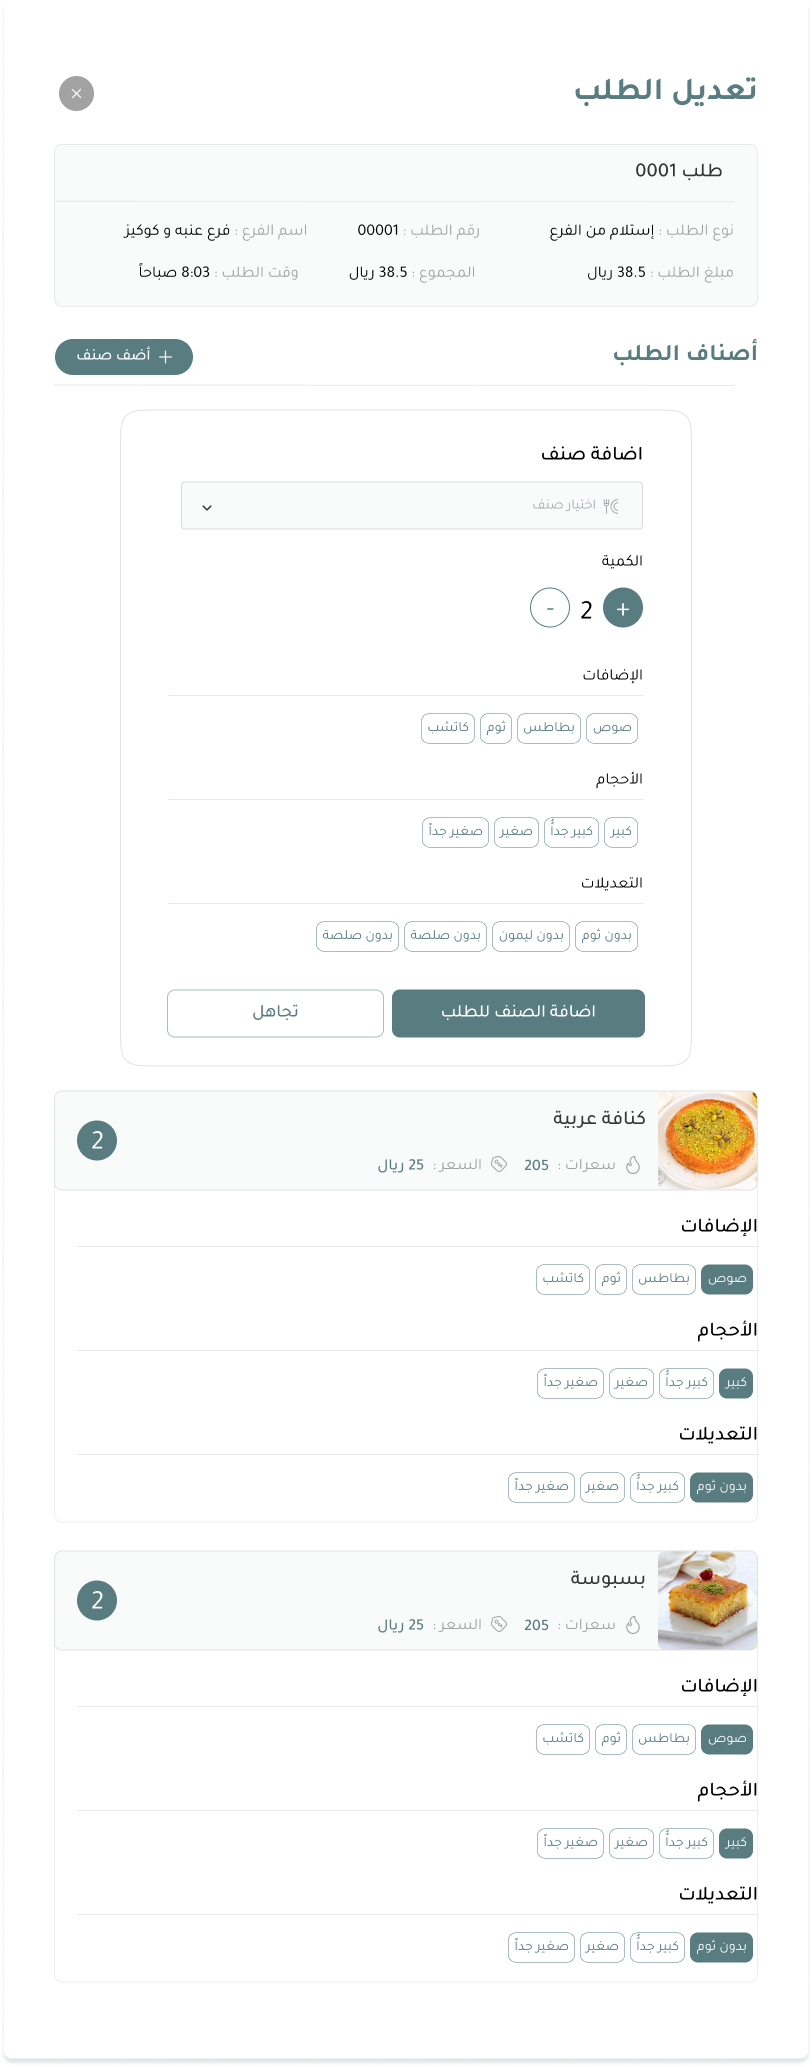 تعديل الطلب
طلب 0001
نوع الطلب : إستلام من الفرع رقم الطلب : 00001 اسم الفرع : فرع عنبه و كوكيز
مبلغ الطلب : 38.5 ريال المجموع : 38.5 ريال وقت الطلب : 8:03 صباحاً
أصناف الطلب + أضف صنف
اضافة صنف
اختيار صنف
الكمية
+ 2 -
الإضافات
صوص بطاطس ثوم كاتشب
الأحجام
كبير كبير جداً صغير صغير جداً
التعديلات
بدون ثوم بدون ليمون بدون صلصة بدون صلصة
اضافة الصنف للطلب تجاهل
كنافة عربية
سعرات : 205 السعر : 25 ريال 2
الإضافات
صوص بطاطس ثوم كاتشب
الأحجام
كبير كبير جداً صغير صغير جداً
التعديلات
بدون ثوم كبير جداً صغير صغير جداً
بسبوسة
سعرات : 205 السعر : 25 ريال 2
الإضافات
صوص بطاطس ثوم كاتشب
الأحجام
كبير كبير جداً صغير صغير جداً
التعديلات
بدون ثوم كبير جداً صغير صغير جداً